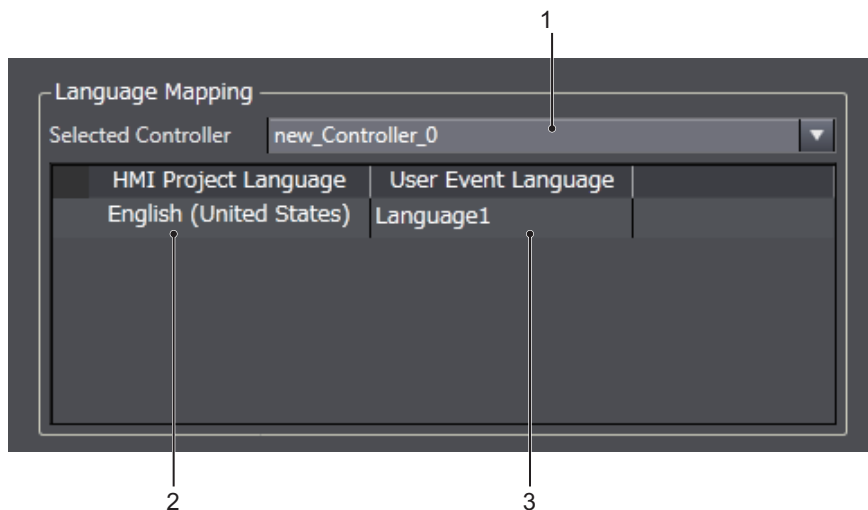 1
Language Mapping
Selected Controller new_Controller_0
HMI Project Language User Event Language
English (United States) Language1
2 3